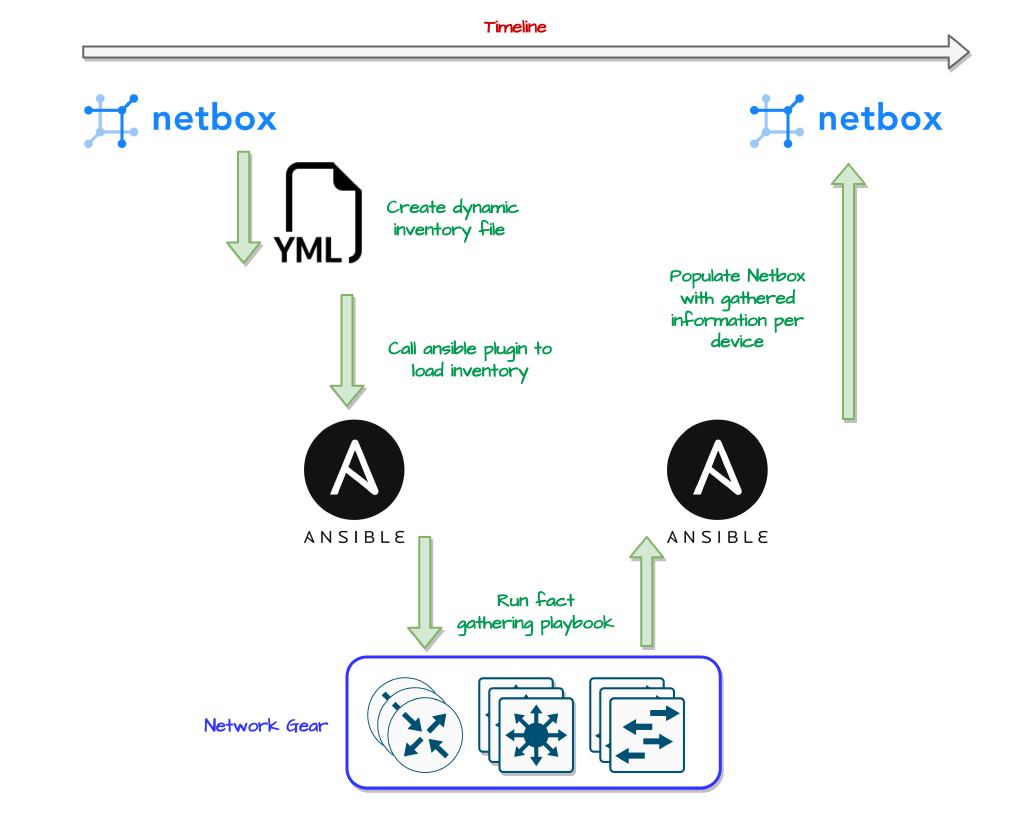 Timeline
netbox
netbox
YML
Create dynamic
inventory file
Populate Netbox
with gathered
information per
device
Call ansible plugin to
load inventory
ANSIBLE
ANSIBLE
Run fact
gathering playbook
Network Gear